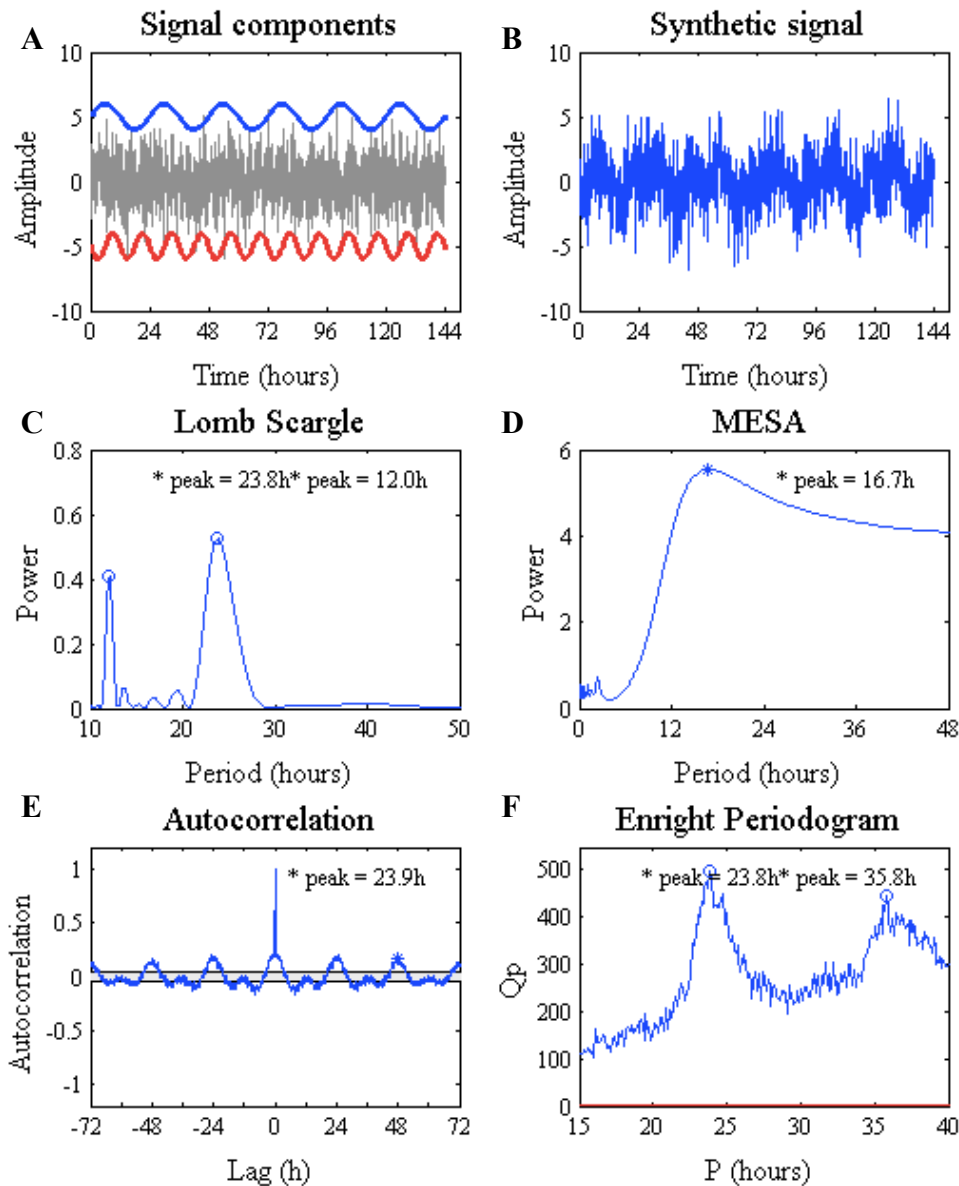 A
Signal components
10
5
0
-5
-10
Amplitude
0 24 48 72 96 120 144
Time (hours)
B
Synthetic signal
10
5
0
-5
-10
Amplitude
0 24 48 72 96 120 144
Time (hours)
C
Lomb Scargle
* peak = 23.8h* peak = 12.0h
0.8
0.6
0.4
0.2
0
Power
10 20 30 40 50
Period (hours)
D
MESA
* peak = 16.7h
6
4
2
0
Power
0 12 24 36 48
Period (hours)
E
Autocorrelation
* peak = 23.9h
1
0.5
0
-0.5
-1
Autocorrelation
-72 -48 -24 0 24 48 72
Lag (h)
F
Enright Periodogram
* peak = 23.8h* peak = 35.8h
500
400
300
200
100
0
Qp
15 20 25 30 35 40
P (hours)